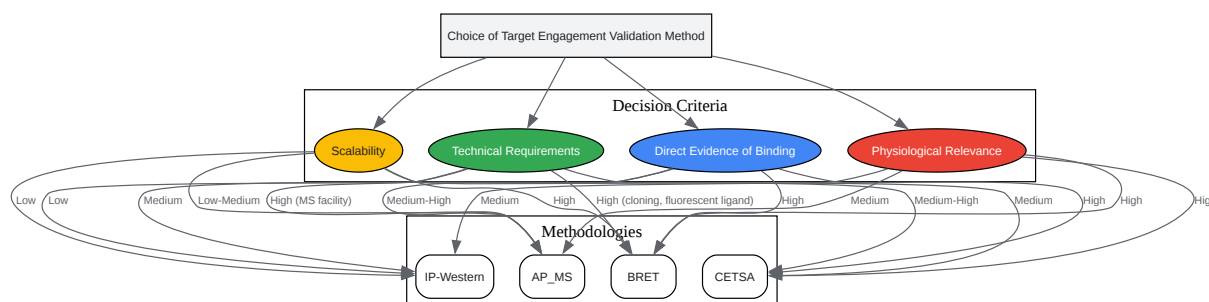 Choice of Target Engagement Validation Method
Decision Criteria
Scalability
Technical Requirements
Direct Evidence of Binding
Physiological Relevance
Low
Low
Medium
Low-Medium
High (MS facility)
Medium-High
Medium
High
High (cloning, fluorescent ligand)
High
Medium
Medium-High
Medium
High
High
Methodologies
IP-Western
AP_MS
BRET
CETSA